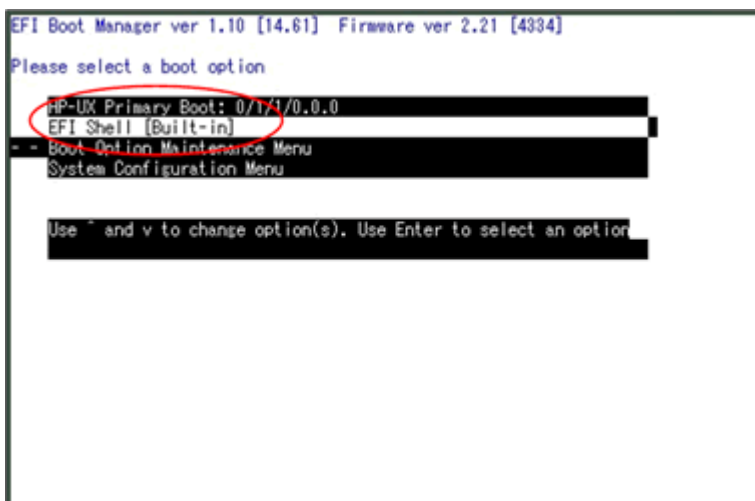 EFI Boot Manager ver 1.10 [14.61]  Firmware ver 2.21 [4334]
Please select a boot option
HP-UX Primary Boot: 0/1/1/0.0.0
EFI Shell [Built-in]
- - Boot Option Maintenance Menu
System Configuration Menu
Use ^ and v to change option(s). Use Enter to select an option